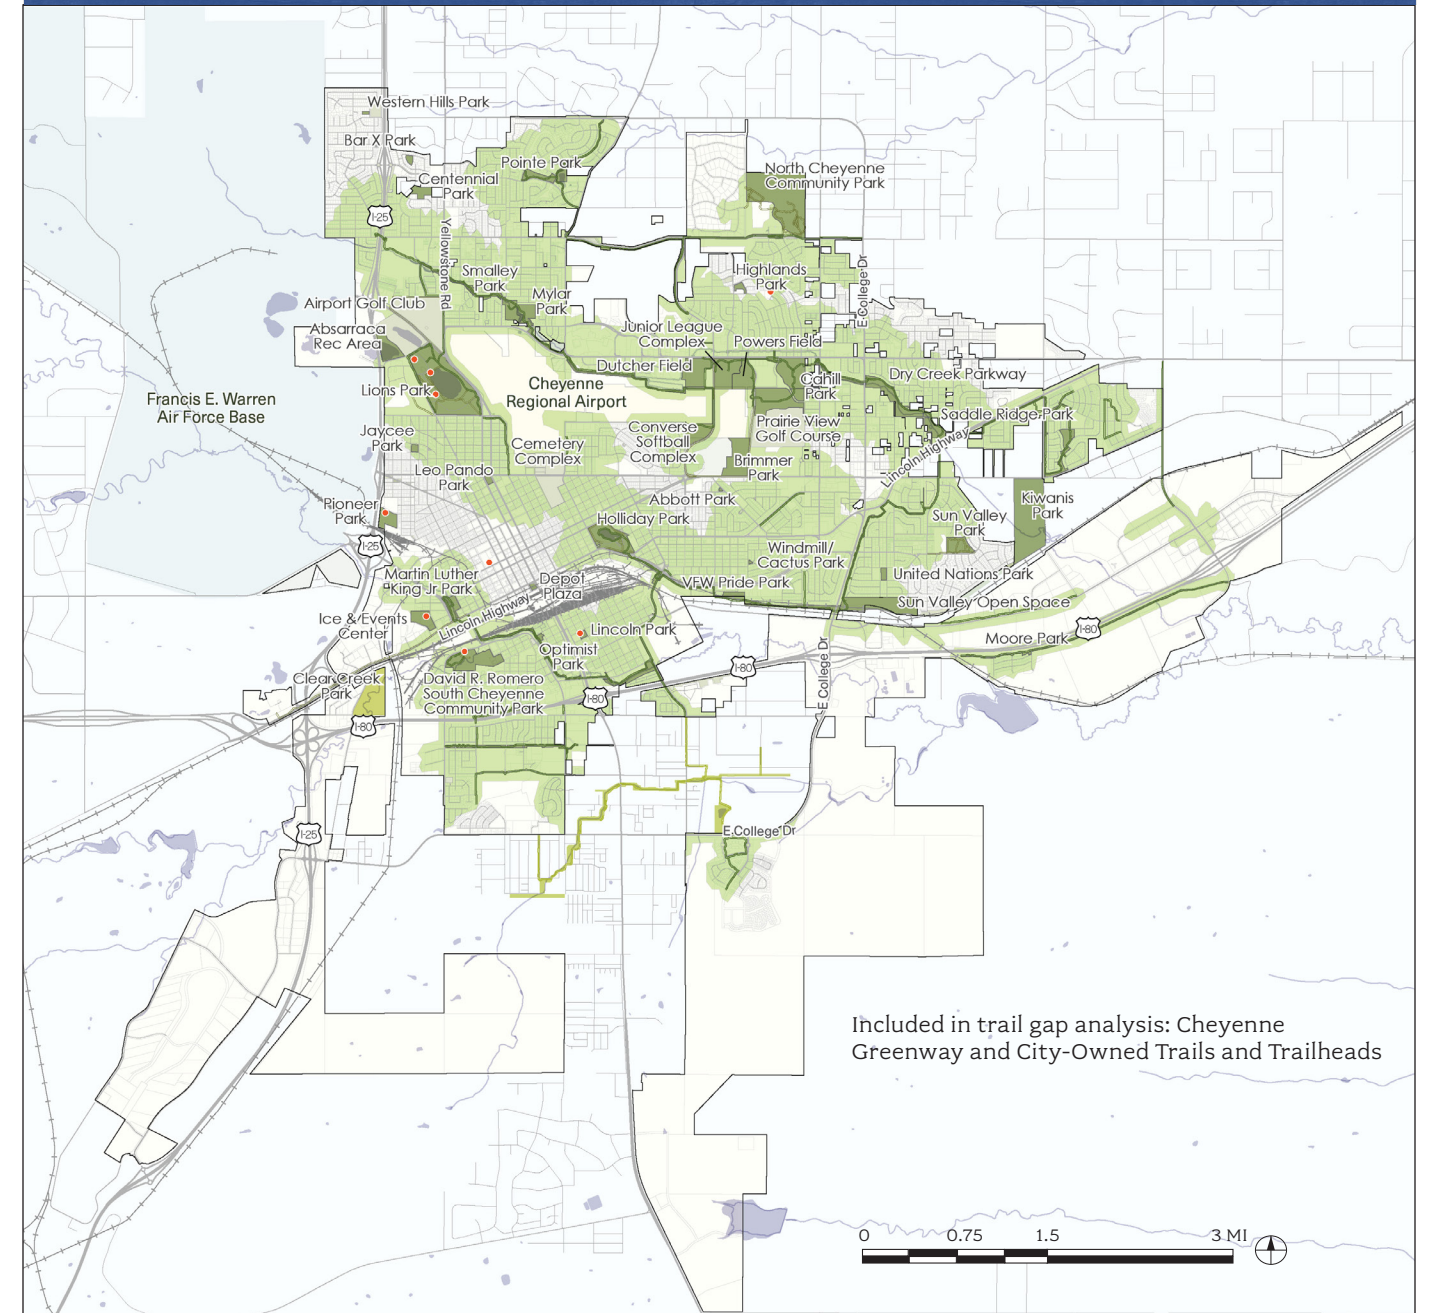 Western Hills Park
Bar X Park
Pointe Park
Centennial
Park
North Cheyenne
Community Park
I-25
Yellowstone Rd
Smalley
Park
Highlands
Park
E College Dr
Mylar
Park
Airport Golf Club
Absarraca
Rec Area
Junior League
Complex
Powers Field
Dutcher Field
Cahill
Park
Dry Creek Parkway
Lions Park
Cheyenne
Regional Airport
Francis E. Warren
Air Force Base
Saddle Ridge Park
Prairie View
Golf Course
Converse
Softball
Complex
Jaycee
Park
Cemetery
Complex
Lincoln Highway
Brimmer
Park
Leo Pando
Park
Abbott Park
Kiwanis
Park
Pioneer
Park
Holliday Park
Sun Valley
Park
I-25
Windmill/
Cactus Park
Martin Luther
King Jr Park
Depot
Plaza
VFW Pride Park
United Nations Park
Sun Valley Open Space
Lincoln Highway
Ice & Events
Center
Lincoln Park
I-80
Moore Park
Optimist
Park
I-80
E College Dr
Clear Creek
Park
David R. Romero
South Cheyenne
Community Park
I-80
I-80
I-25
E College Dr
Included in trail gap analysis: Cheyenne
Greenway and City-Owned Trails and Trailheads
0 0.75 1.5 3 MI